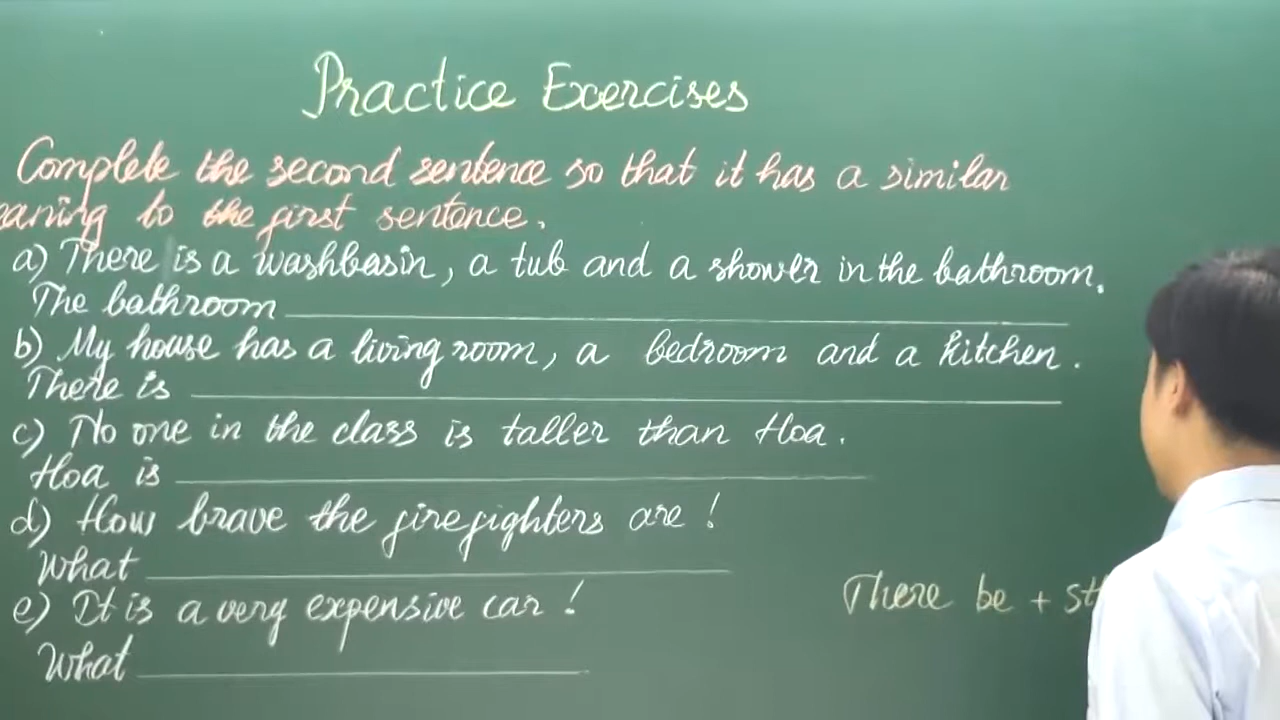 Practice Exercises
Complete the second sentence so that it has a similar
eaning to the first sentence.
a) There is a washbasin, a tub and a shower in the bathroom.
The bathroom
b) My house has a living room, a bedroom and a kitchen.
There is
c) No one in the class is taller than Hoa.
Hoa is
d) How brave the firefighters are!
What
e) It is a very expensive car!
What
There be + sth